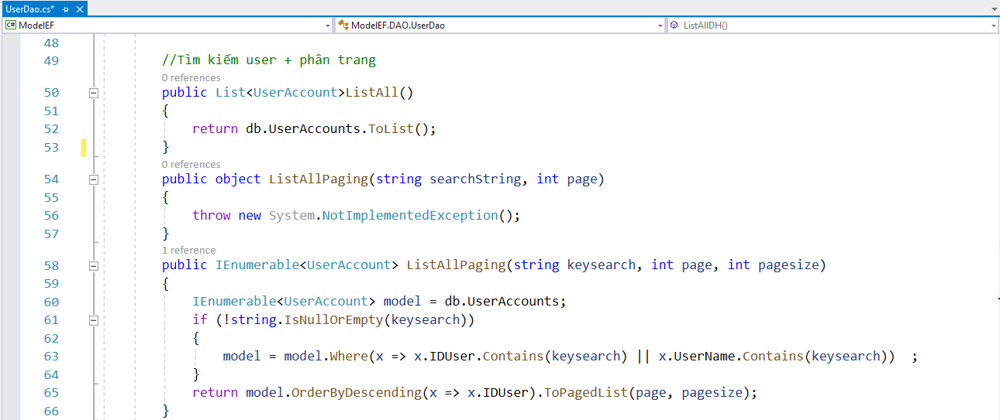 UserDao.cs*
C# ModelEF ModelEF.DAO.UserDao ListAllDH()
48
49 //Tìm kiếm user + phân trang
0 references
50 public List<UserAccount>ListAll()
51 {
52 return db.UserAccounts.ToList();
53 }
0 references
54 public object ListAllPaging(string searchString, int page)
55 {
56 throw new System.NotImplementedException();
57 }
1 reference
58 public IEnumerable<UserAccount> ListAllPaging(string keysearch, int page, int pagesize)
59 {
60 IEnumerable<UserAccount> model = db.UserAccounts;
61 if (!string.IsNullOrEmpty(keysearch))
62 {
63 model = model.Where(x => x.IDUser.Contains(keysearch) || x.UserName.Contains(keysearch))  ;
64 }
65 return model.OrderByDescending(x => x.IDUser).ToPagedList(page, pagesize);
66 }